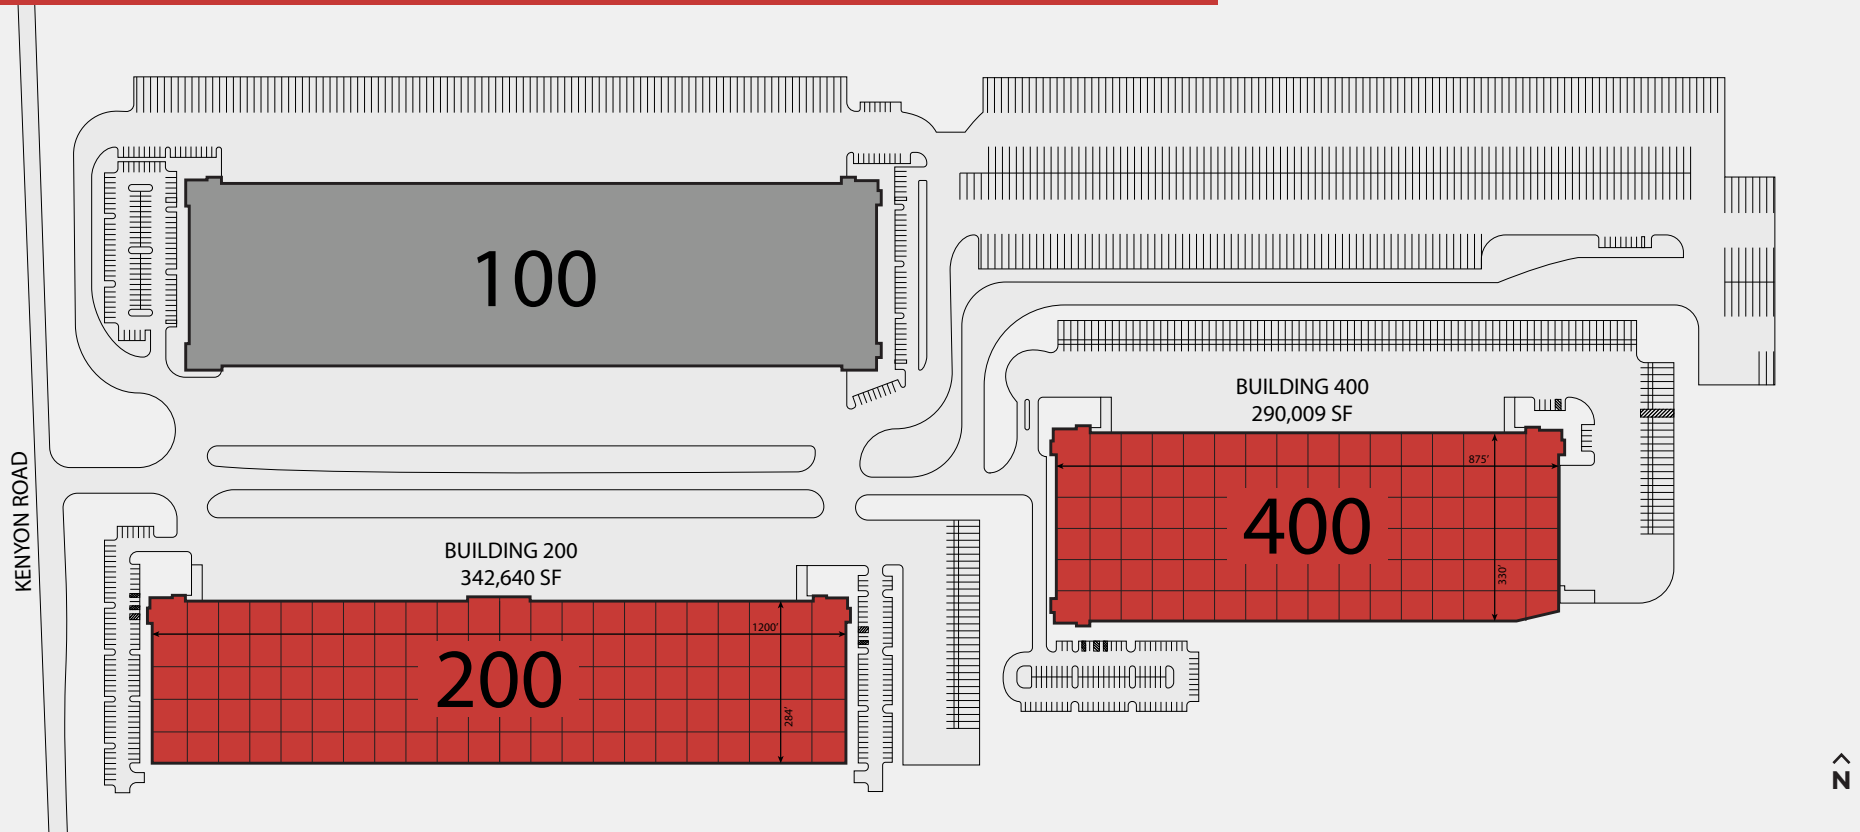 100
BUILDING 400
290,009 SF
875'
400
330'
KENYON ROAD
BUILDING 200
342,640 SF
1200'
200
284'
N